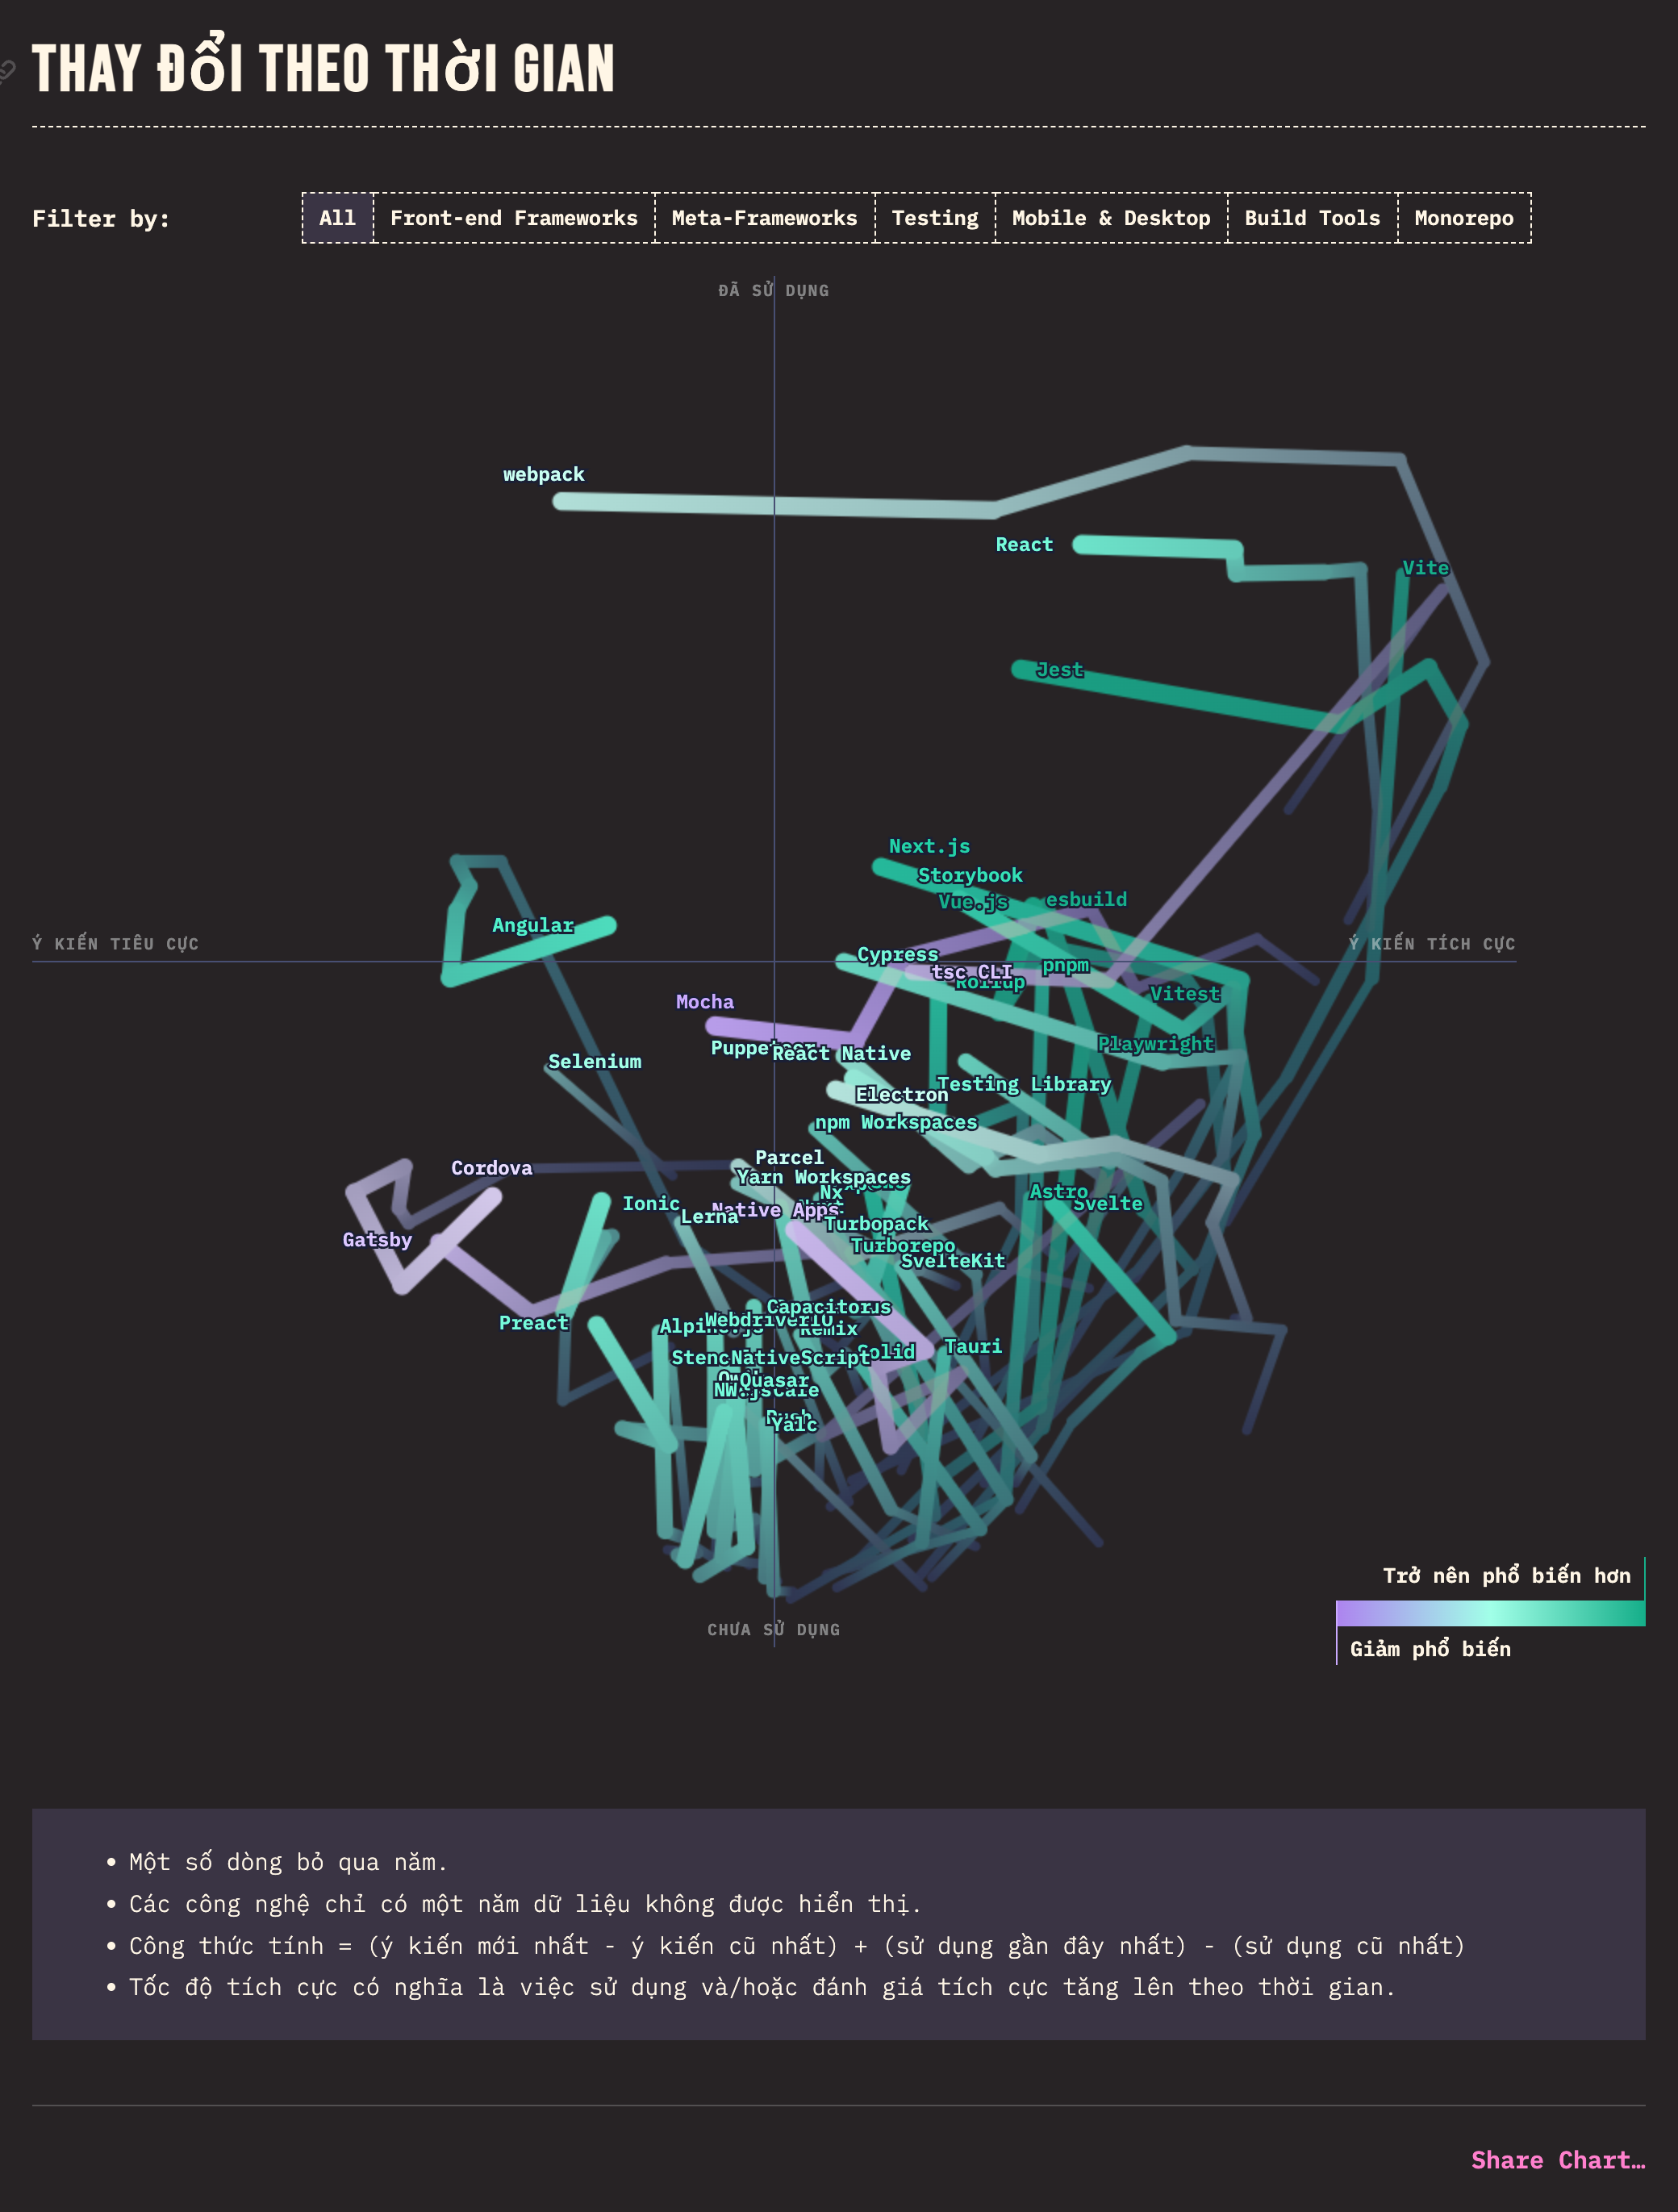 THAY ĐỔI THEO THỜI GIAN
Filter by:
All
Front-end Frameworks
Meta-Frameworks
Testing
Mobile & Desktop
Build Tools
Monorepo
ĐÃ SỬ DỤNG
webpack
React
Vite
Jest
Next.js
Storybook
Vue.js
esbuild
Angular
Ý KIẾN TIÊU CỰC
Ý KIẾN TÍCH CỰC
Cypress
pnpm
tsc CLI
Rollup
Vitest
Mocha
Playwright
React Native
Selenium
Testing Library
Electron
npm Workspaces
Parcel
Cordova
Yarn Workspaces
Nx
Astro
Svelte
Ionic
Native Apps
Lerna
Turbopack
Gatsby
Turborepo
SvelteKit
Capacitor
Preact
WebdriverIO
Remix
Solid
Tauri
NativeScript
Quasar
NW.js
Yalc
CHƯA SỬ DỤNG
Trở nên phổ biến hơn
Giảm phổ biến
• Một số dòng bỏ qua năm.
• Các công nghệ chỉ có một năm dữ liệu không được hiển thị.
• Công thức tính = (ý kiến mới nhất - ý kiến cũ nhất) + (sử dụng gần đây nhất) - (sử dụng cũ nhất)
• Tốc độ tích cực có nghĩa là việc sử dụng và/hoặc đánh giá tích cực tăng lên theo thời gian.
Share Chart…